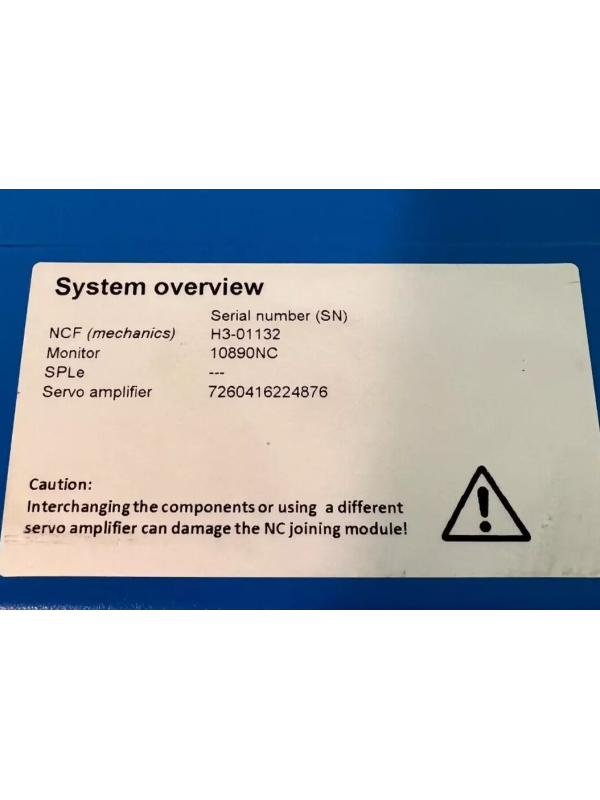 System overview
Serial number (SN)
NCF (mechanics) H3-01132
Monitor 10890NC
SPLe ---
Servo amplifier 7260416224876
Caution:
Interchanging the components or using a different
servo amplifier can damage the NC joining module!